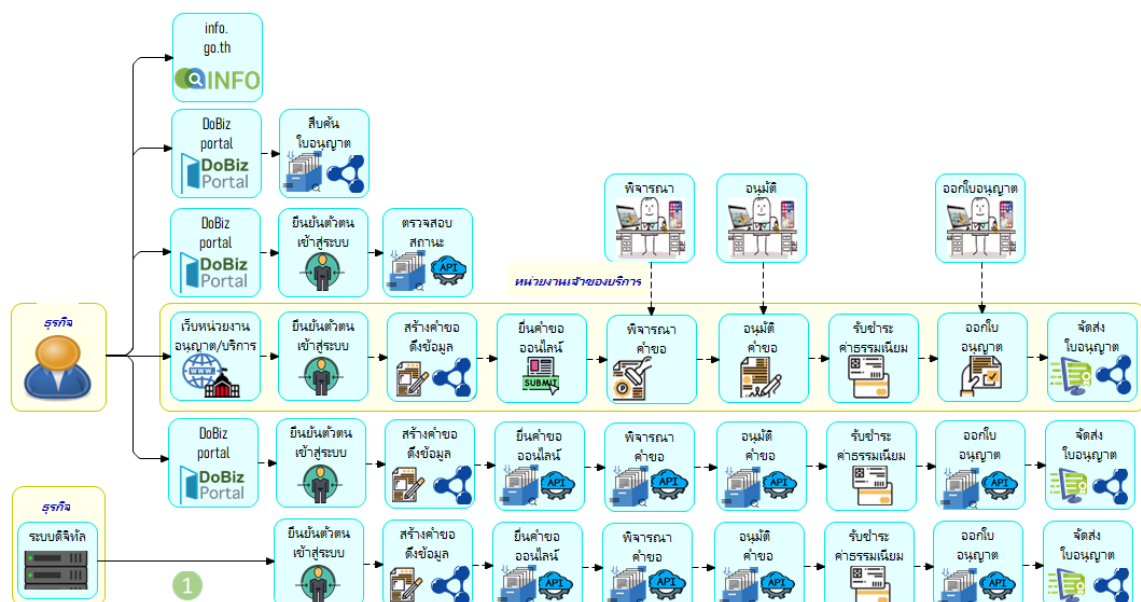 info.
go.th
INFO
DoBiz
portal
DoBiz
Portal
สืบค้น
ใบอนุญาต
DoBiz
portal
DoBiz
Portal
ยืนยันตัวตน
เข้าสู่ระบบ
ตรวจสอบ
สถานะ
API
พิจารณา
อนุมัติ
ออกใบอนุญาต
หน่วยงานเจ้าของบริการ
ธุรกิจ
เว็บหน่วยงาน
อนุญาต/บริการ
WWW
ยืนยันตัวตน
เข้าสู่ระบบ
สร้างคำขอ
ดึงข้อมูล
ยื่นคำขอ
ออนไลน์
SUBMIT
พิจารณา
คำขอ
อนุมัติ
คำขอ
รับชำระ
ค่าธรรมเนียม
ออกใบ
อนุญาต
จัดส่ง
ใบอนุญาต
DoBiz
portal
DoBiz
Portal
ยืนยันตัวตน
เข้าสู่ระบบ
สร้างคำขอ
ดึงข้อมูล
ยื่นคำขอ
ออนไลน์
API
พิจารณา
คำขอ
API
อนุมัติ
คำขอ
API
รับชำระ
ค่าธรรมเนียม
ออกใบ
อนุญาต
API
จัดส่ง
ใบอนุญาต
ธุรกิจ
ระบบดิจิทัล
1
ยืนยันตัวตน
เข้าสู่ระบบ
สร้างคำขอ
ดึงข้อมูล
ยื่นคำขอ
ออนไลน์
API
พิจารณา
คำขอ
API
อนุมัติ
คำขอ
API
รับชำระ
ค่าธรรมเนียม
ออกใบ
อนุญาต
API
จัดส่ง
ใบอนุญาต